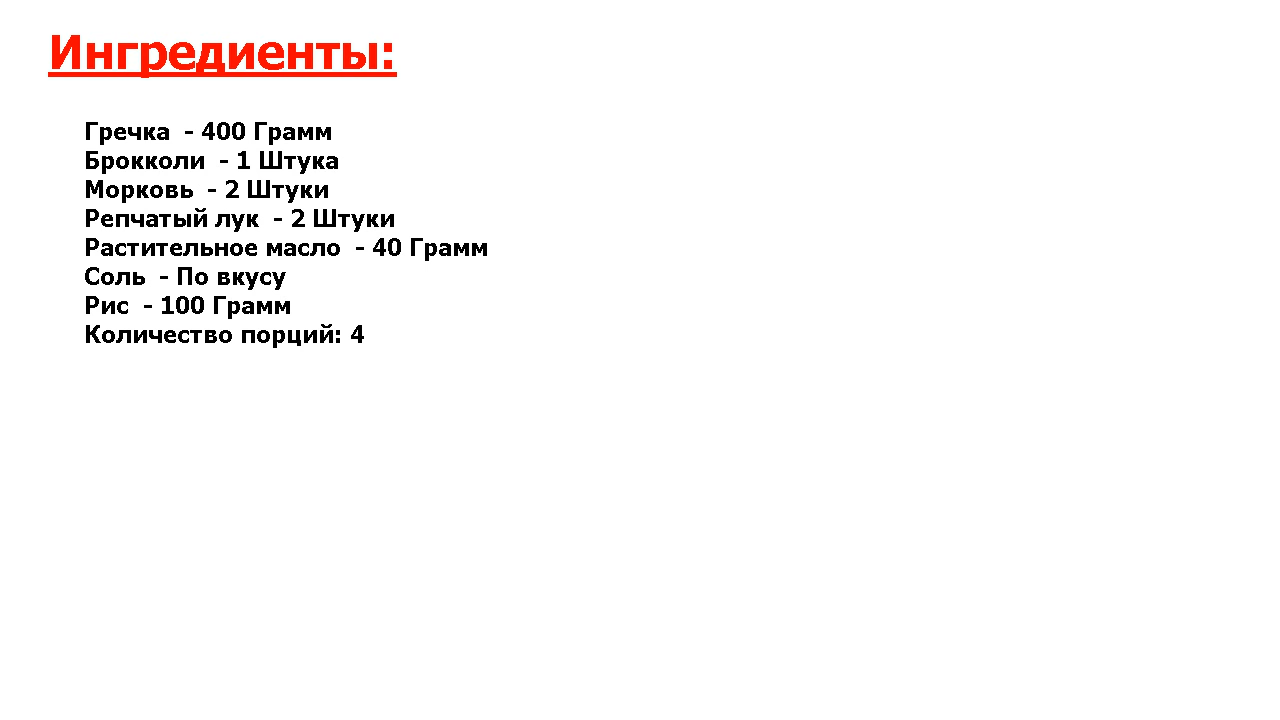 Ингредиенты:
Гречка  - 400 Грамм
Брокколи  - 1 Штука
Морковь  - 2 Штуки
Репчатый лук  - 2 Штуки
Растительное масло  - 40 Грамм
Соль  - По вкусу
Рис  - 100 Грамм
Количество порций: 4